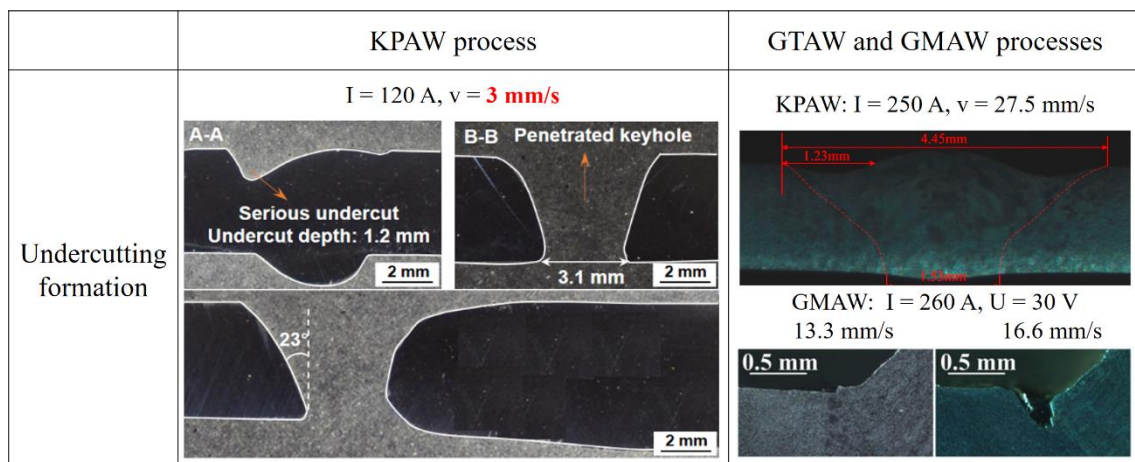 KPAW process
GTAW and GMAW processes
Undercutting
formation
I = 120 A, v = 3 mm/s
A-A
Serious undercut
Undercut depth: 1.2 mm
2 mm
B-B
Penetrated keyhole
3.1 mm
2 mm
23°
2 mm
KPAW: I = 250 A, v = 27.5 mm/s
4.45mm
1.23mm
1.53mm
GMAW: I = 260 A, U = 30 V
13.3 mm/s
16.6 mm/s
0.5 mm
0.5 mm